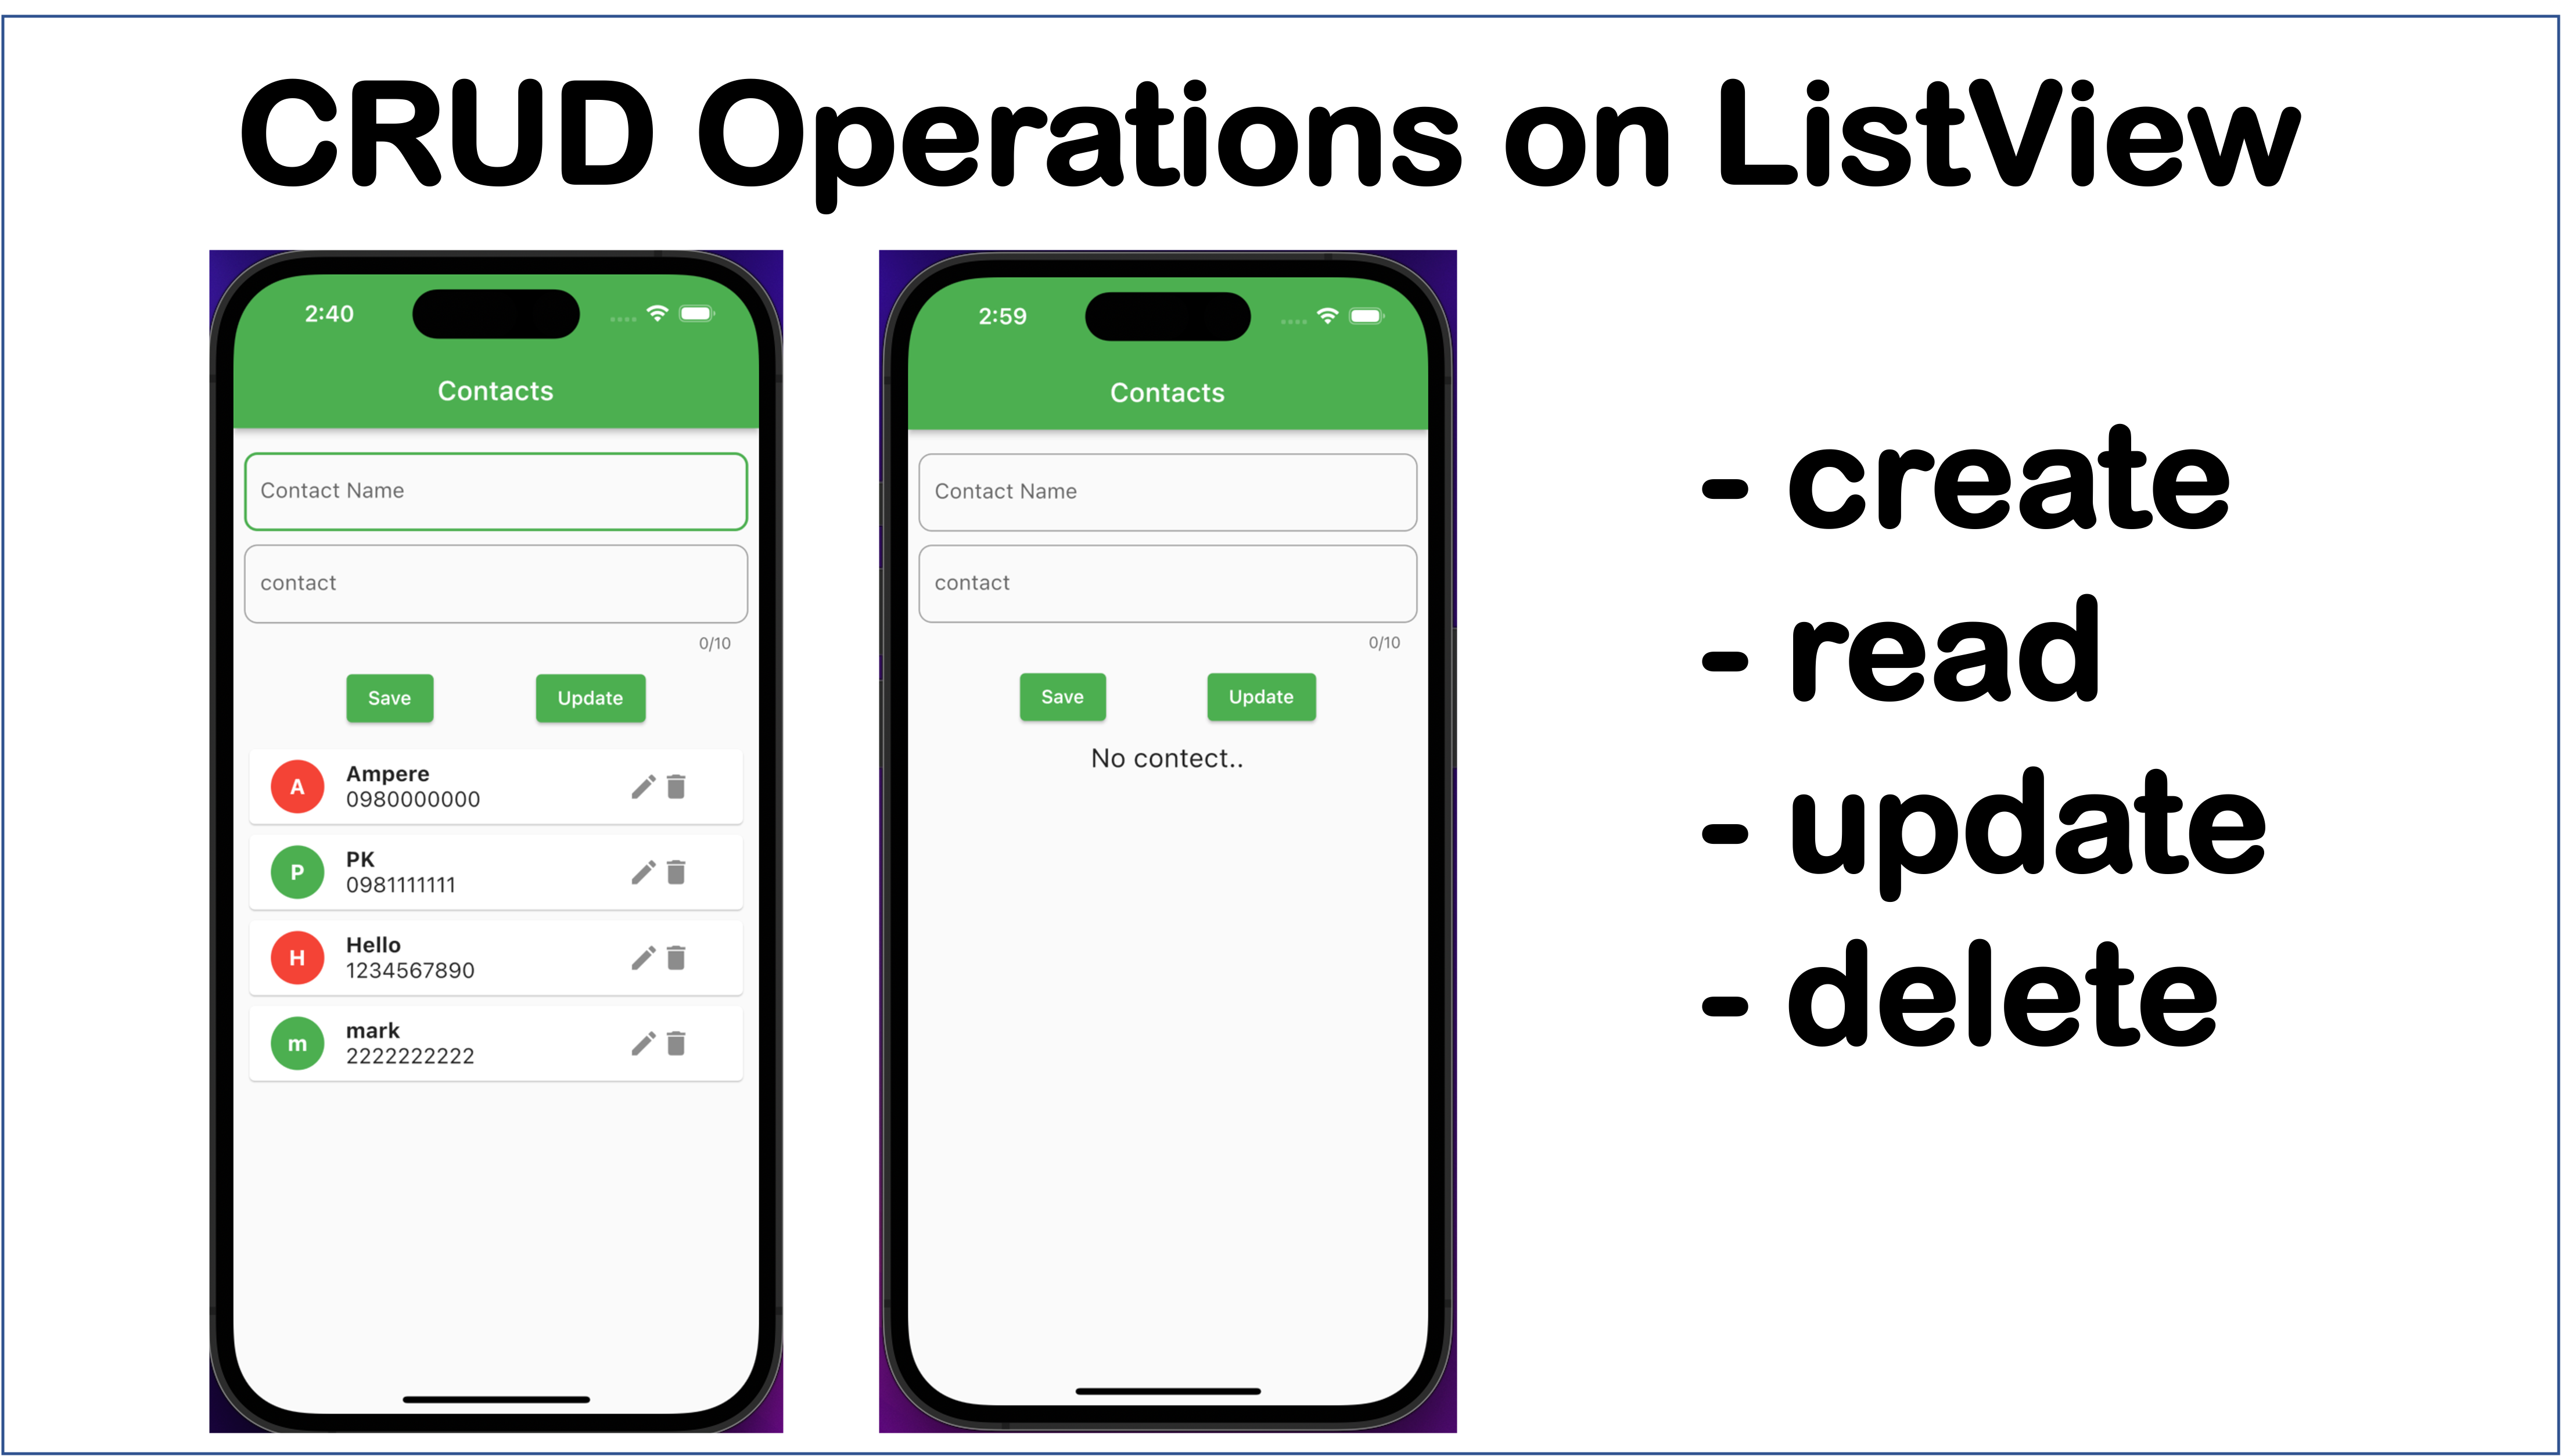 CRUD Operations on ListView
2:40
Contacts
Contact Name
contact
0/10
Save Update
A
Ampere
0980000000
P
PK
0981111111
H
Hello
1234567890
m
mark
2222222222
2:59
Contacts
Contact Name
contact
0/10
Save Update
No contect..
- create
- read
- update
- delete